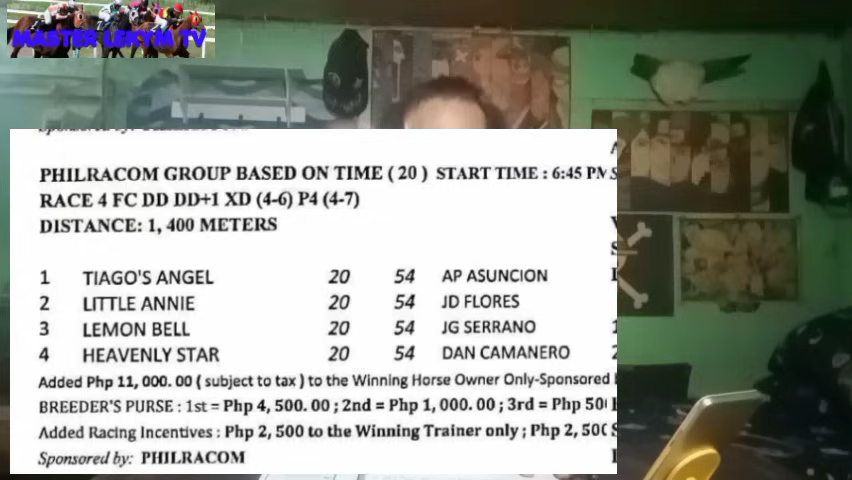 MASTER LEKYM TV
PHILRACOM GROUP BASED ON TIME ( 20 ) START TIME : 6:45 PM
RACE 4 FC DD DD+1 XD (4-6) P4 (4-7)
DISTANCE: 1, 400 METERS
1 TIAGO'S ANGEL 20 54 AP ASUNCION
2 LITTLE ANNIE 20 54 JD FLORES
3 LEMON BELL 20 54 JG SERRANO
4 HEAVENLY STAR 20 54 DAN CAMANERO
Added Php 11, 000. 00 ( subject to tax ) to the Winning Horse Owner Only-Sponsored
BREEDER'S PURSE : 1st = Php 4, 500. 00 ; 2nd = Php 1, 000. 00 ; 3rd = Php
Added Racing Incentives : Php 2, 500 to the Winning Trainer only ; Php 2,
Sponsored by: PHILRACOM